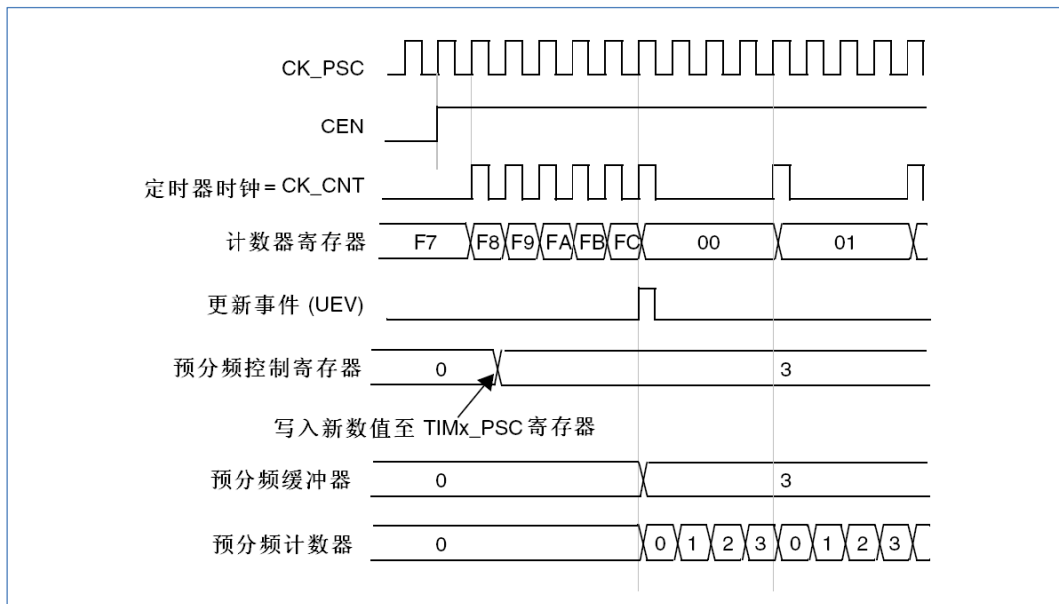 CK_PSC
CEN
定时器时钟 = CK_CNT
计数器寄存器 F7 F8 F9 FA FB FC 00 01
更新事件 (UEV)
预分频控制寄存器 0 3
写入新数值至 TIMx_PSC 寄存器
预分频缓冲器 0 3
预分频计数器 0 0 1 2 3 0 1 2 3